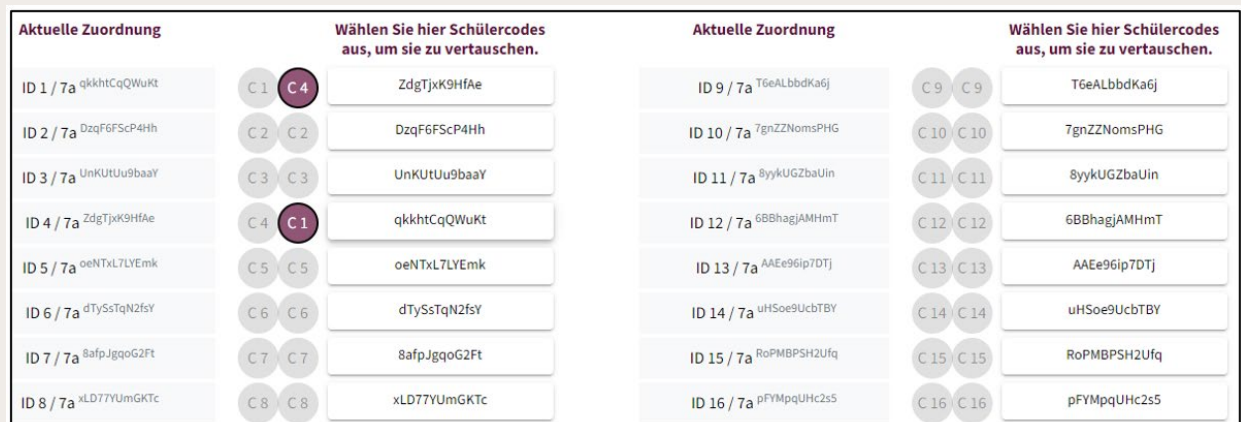 Aktuelle Zuordnung
Wählen Sie hier Schülercodes
aus, um sie zu vertauschen.
ID 1 / 7a qkkhtCqQWuKt C 1 C 4 ZdgTjxK9HfAe
ID 2 / 7a DzqF6FScP4Hh C 2 C 2 DzqF6FScP4Hh
ID 3 / 7a UnKUtUu9baaY C 3 C 3 UnKUtUu9baaY
ID 4 / 7a ZdgTjxK9HfAe C 4 C 1 qkkhtCqQWuKt
ID 5 / 7a oeNTxL7LYEmk C 5 C 5 oeNTxL7LYEmk
ID 6 / 7a dTySsTqN2fsY C 6 C 6 dTySsTqN2fsY
ID 7 / 7a 8afpJgqoG2Ft C 7 C 7 8afpJgqoG2Ft
ID 8 / 7a xLD77YUmGKTc C 8 C 8 xLD77YUmGKTc
Aktuelle Zuordnung
Wählen Sie hier Schülercodes
aus, um sie zu vertauschen.
ID 9 / 7a T6eALbbdKa6j C 9 C 9 T6eALbbdKa6j
ID 10 / 7a 7gnZZNomsPHG C 10 C 10 7gnZZNomsPHG
ID 11 / 7a 8yykUGZbaUin C 11 C 11 8yykUGZbaUin
ID 12 / 7a 6BBhagjAMHmT C 12 C 12 6BBhagjAMHmT
ID 13 / 7a AAEe96ip7DTj C 13 C 13 AAEe96ip7DTj
ID 14 / 7a uHSoe9UcbTBY C 14 C 14 uHSoe9UcbTBY
ID 15 / 7a RoPMBPSH2Ufq C 15 C 15 RoPMBPSH2Ufq
ID 16 / 7a pFYMpqUHc2s5 C 16 C 16 pFYMpqUHc2s5